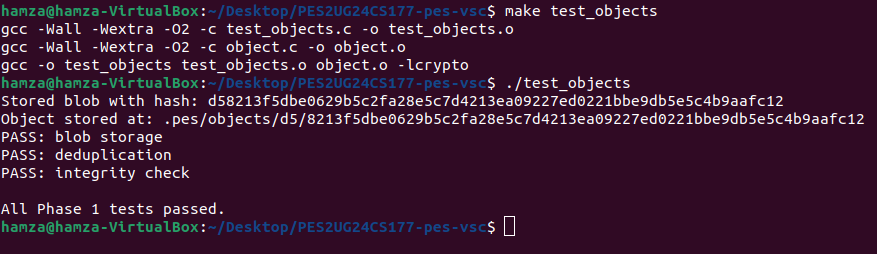 hamza@hamza-VirtualBox:~/Desktop/PES2UG24CS177-pes-vsc$ make test_objects
gcc -Wall -Wextra -O2 -c test_objects.c -o test_objects.o
gcc -Wall -Wextra -O2 -c object.c -o object.o
gcc -o test_objects test_objects.o object.o -lcrypto
hamza@hamza-VirtualBox:~/Desktop/PES2UG24CS177-pes-vsc$ ./test_objects
Stored blob with hash: d58213f5dbe0629b5c2fa28e5c7d4213ea09227ed0221bbe9db5e5c4b9aafc12
Object stored at: .pes/objects/d5/8213f5dbe0629b5c2fa28e5c7d4213ea09227ed0221bbe9db5e5c4b9aafc12
PASS: blob storage
PASS: deduplication
PASS: integrity check
All Phase 1 tests passed.
hamza@hamza-VirtualBox:~/Desktop/PES2UG24CS177-pes-vsc$